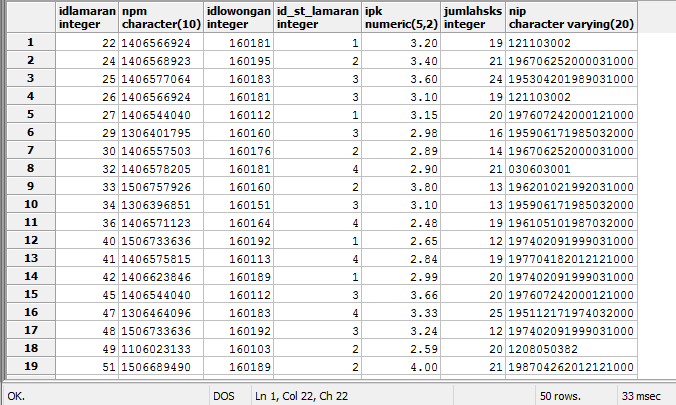 idlamaran npm idlowongan id_st_lamaran ipk jumlahsks nip
integer character(10) integer integer numeric(5,2) integer character varying(20)
1 22 1406566924 160181 1 3.20 19 121103002
2 24 1406568923 160195 2 3.40 21 196706252000031000
3 25 1406577064 160183 3 3.60 24 195304201989031000
4 26 1406566924 160181 3 3.10 19 121103002
5 27 1406544040 160112 1 3.15 20 197607242000121000
6 29 1306401795 160160 3 2.98 16 195906171985032000
7 30 1406557503 160176 2 2.89 14 196706252000031000
8 32 1406578205 160181 4 2.90 21 030603001
9 33 1506757926 160160 2 3.80 13 196201021992031000
10 34 1306396851 160151 3 3.10 13 195906171985032000
11 36 1406571123 160164 4 2.48 19 196105101987032000
12 40 1506733636 160192 1 2.65 12 197402091999031000
13 41 1406575815 160113 4 2.84 19 197704182012121000
14 42 1406623846 160189 1 2.99 20 197402091999031000
15 45 1406544040 160112 3 3.66 20 197607242000121000
16 47 1306464096 160183 4 3.33 25 195112171974032000
17 48 1506733636 160192 3 3.24 12 197402091999031000
18 49 1106023133 160103 2 2.59 20 1208050382
19 51 1506689490 160189 2 4.00 21 198704262012121000
OK. DOS Ln 1, Col 22, Ch 22 50 rows. 33 msec